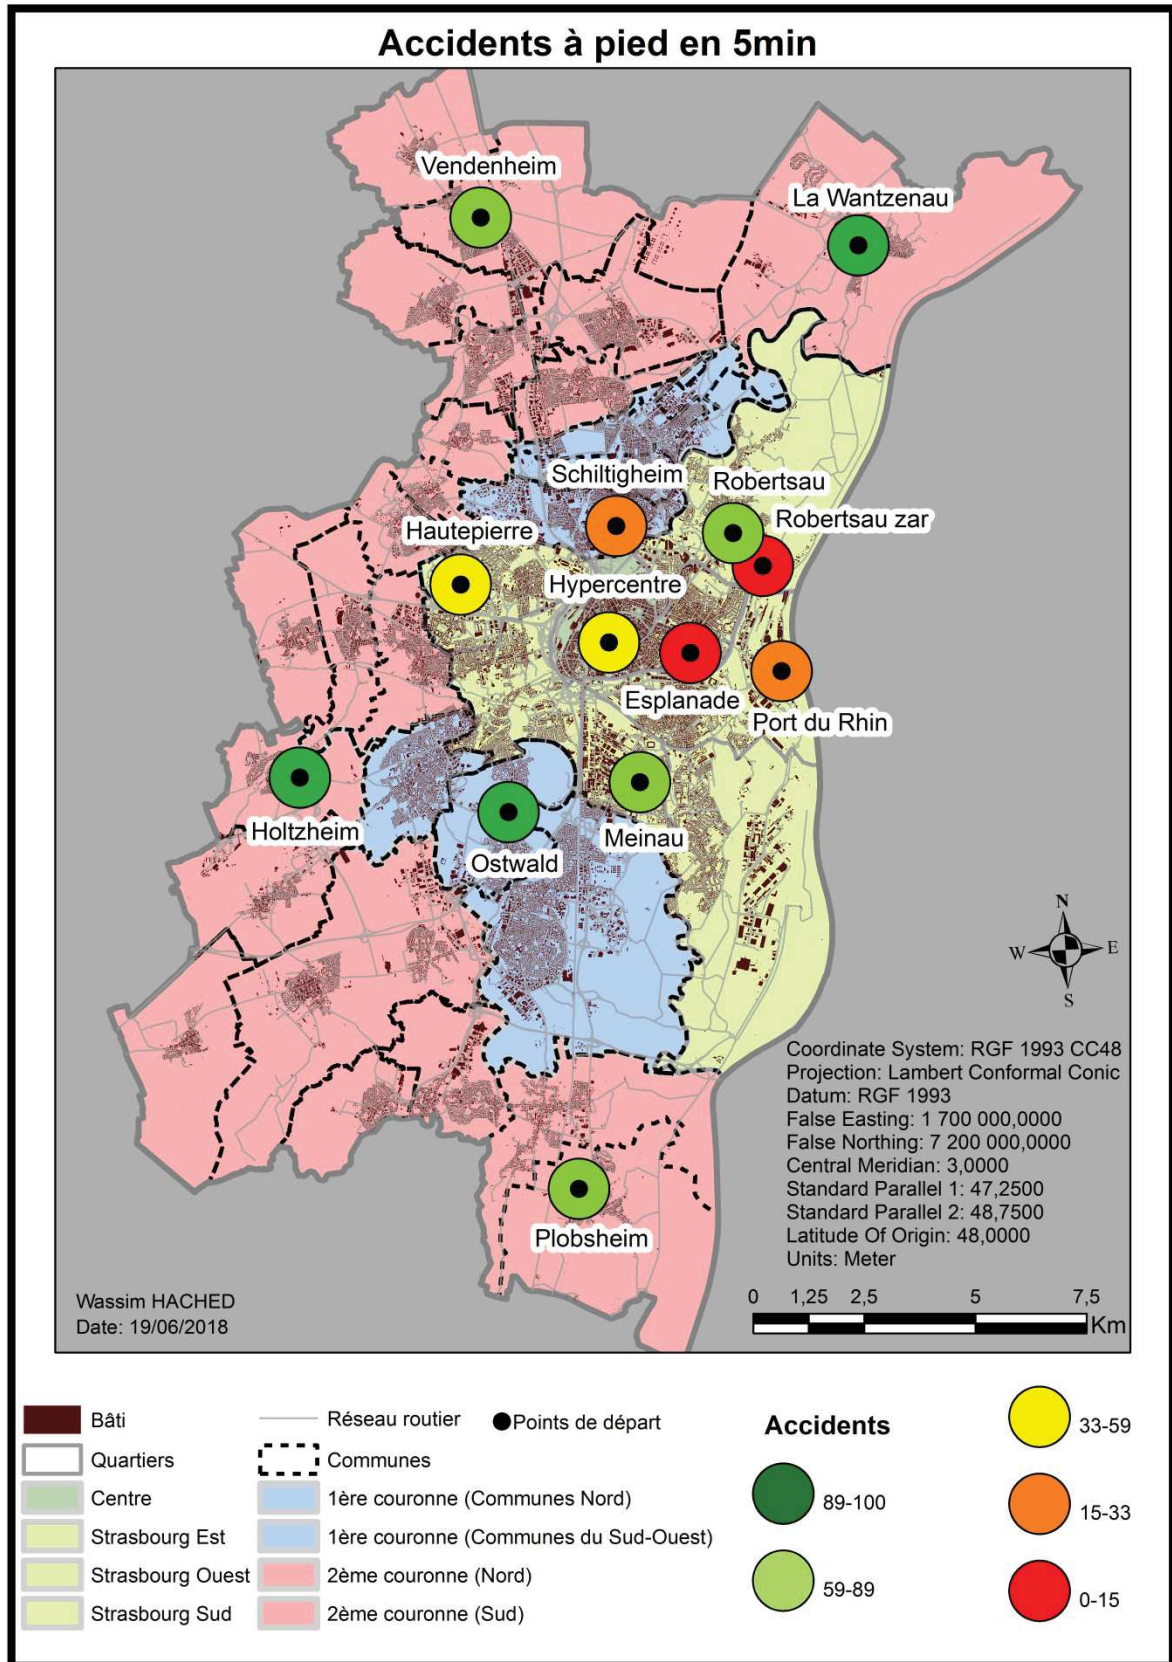 Accidents à pied en 5min
Vendenheim
La Wantzenau
Schiltigheim
Robertsau
Robertsau zar
Hautepierre
Hypercentre
Esplanade
Port du Rhin
Holtzheim
Ostwald
Meinau
Plobsheim
N
W
E
S
Coordinate System: RGF 1993 CC48
Projection: Lambert Conformal Conic
Datum: RGF 1993
False Easting: 1 700 000,0000
False Northing: 7 200 000,0000
Central Meridian: 3,0000
Standard Parallel 1: 47,2500
Standard Parallel 2: 48,7500
Latitude Of Origin: 48,0000
Units: Meter
Wassim HACHED
Date: 19/06/2018
0 1,25 2,5 5 7,5
Km
Bâti
Quartiers
Centre
Strasbourg Est
Strasbourg Ouest
Strasbourg Sud
Réseau routier
Points de départ
Communes
1ère couronne (Communes Nord)
1ère couronne (Communes du Sud-Ouest)
2ème couronne (Nord)
2ème couronne (Sud)
Accidents
89-100
59-89
33-59
15-33
0-15